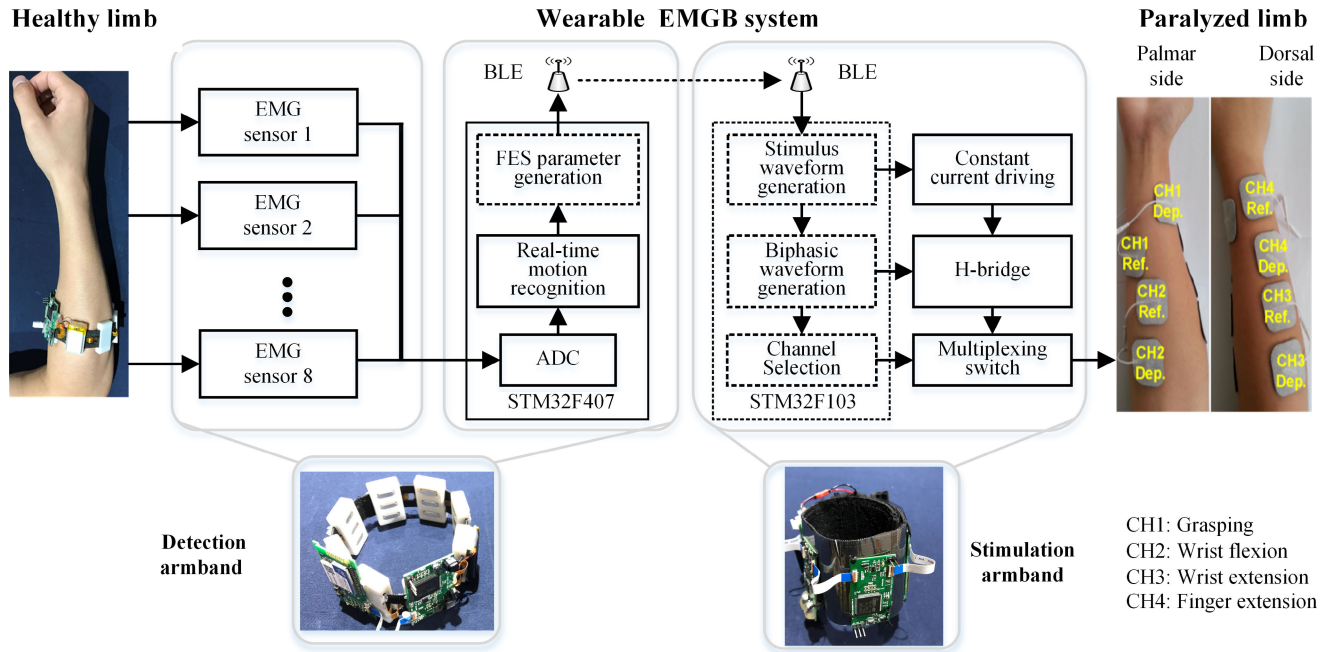 Healthy limb
Wearable EMGB system
Paralyzed limb
Palmar
side
Dorsal
side
BLE
BLE
EMG
sensor 1
EMG
sensor 2
EMG
sensor 8
FES parameter
generation
Real-time
motion
recognition
ADC
STM32F407
Stimulus
waveform
generation
Biphasic
waveform
generation
Channel
Selection
STM32F103
Constant
current driving
H-bridge
Multiplexing
switch
CH1
Dep.
CH1
Ref.
CH2
Ref.
CH2
Dep.
CH4
Ref.
CH4
Dep.
CH3
Ref.
CH3
Dep.
Detection
armband
Stimulation
armband
CH1: Grasping
CH2: Wrist flexion
CH3: Wrist extension
CH4: Finger extension